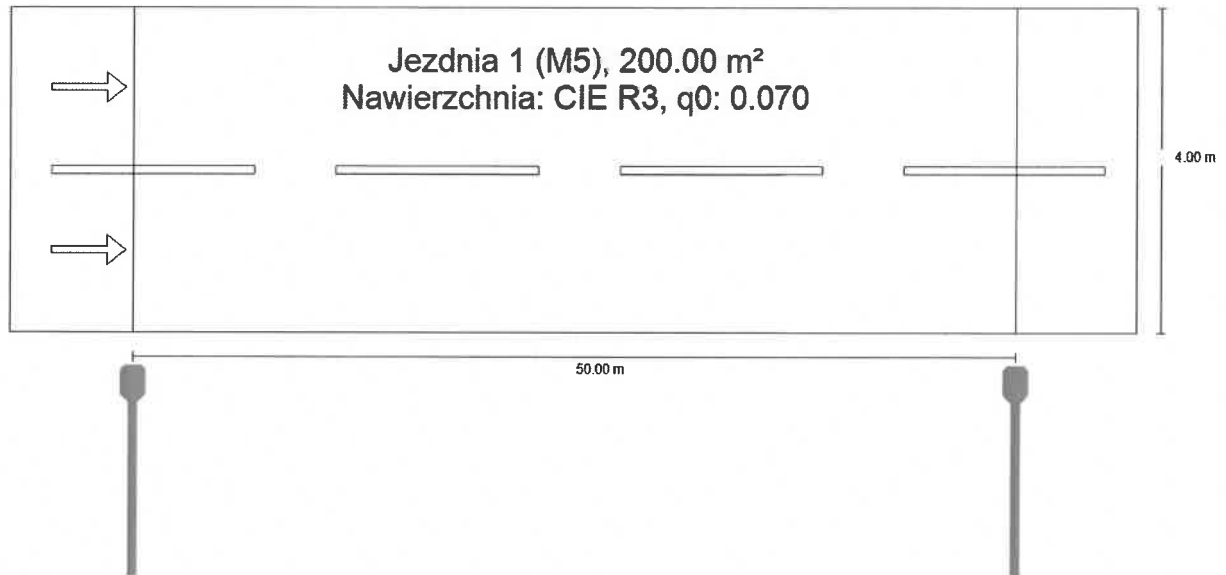 Jezdnia 1 (M5), 200.00 m²
Nawierzchnia: CIE R3, q0: 0.070
4.00 m
50.00 m